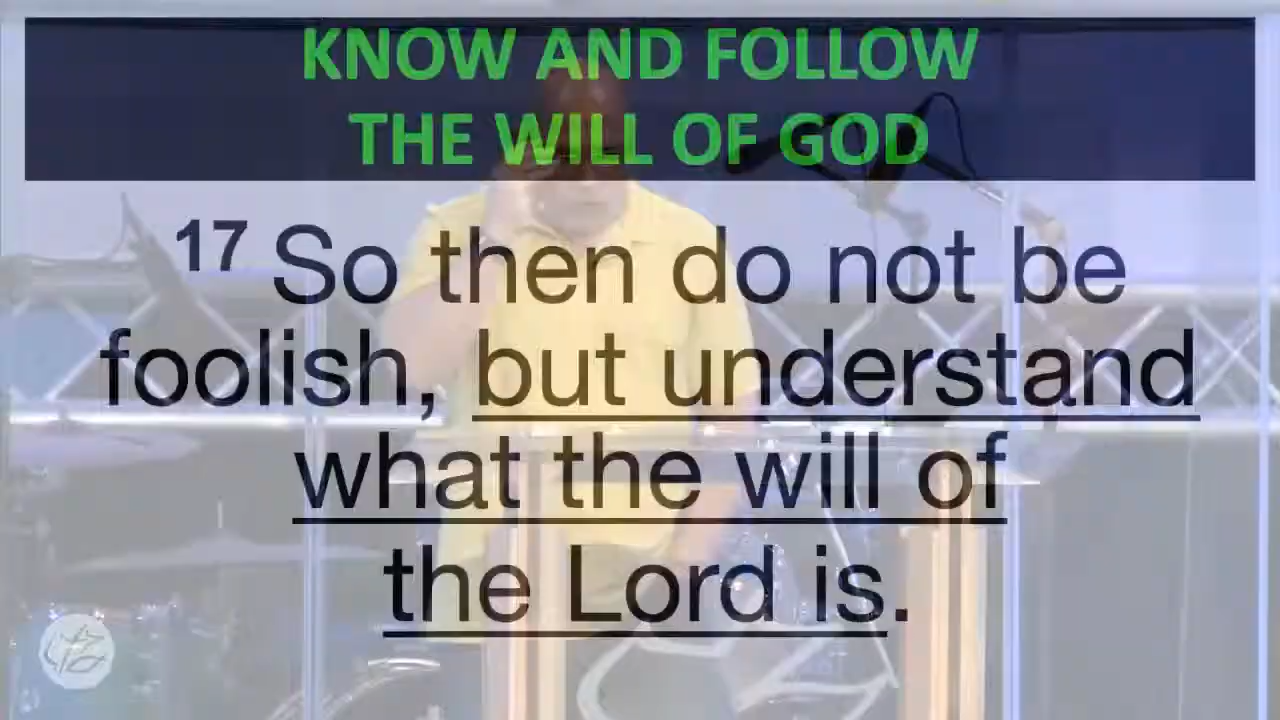 KNOW AND FOLLOW
THE WILL OF GOD
17 So then do not be
foolish, but understand
what the will of
the Lord is.